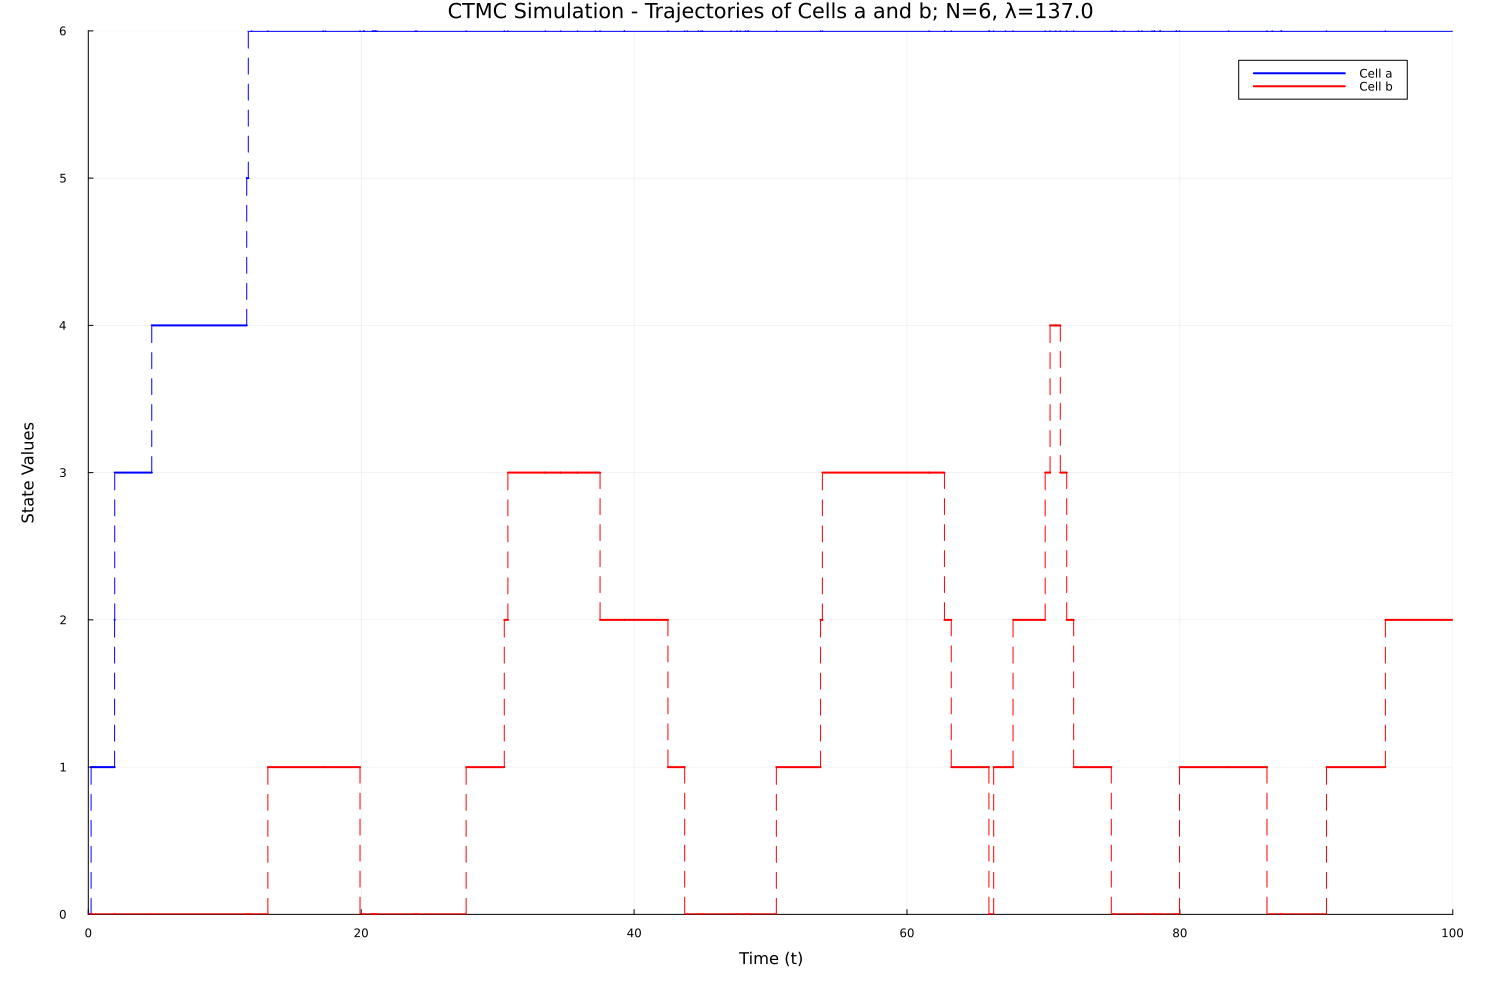 CTMC Simulation - Trajectories of Cells a and b; N=6, λ=137.0
6
5
4
3
2
1
0
State Values
Cell a
Cell b
0 20 40 60 80 100
Time (t)